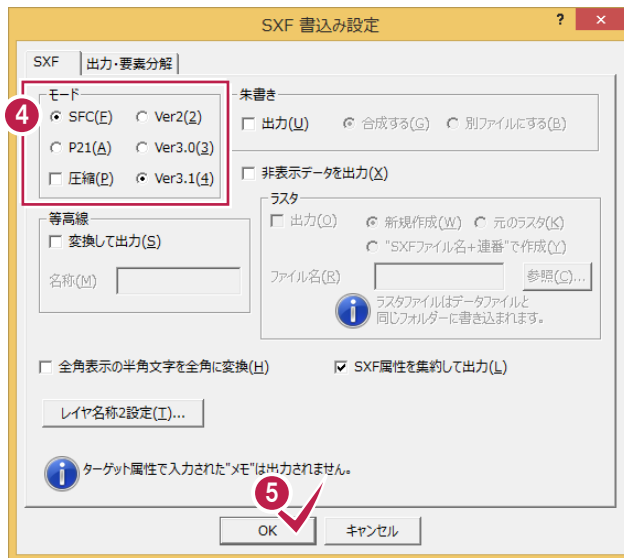 SXF 書込み設定
? ×
SXF 出力・要素分解
4
モード
SFC(F) Ver2(2)
P21(A) Ver3.0(3)
圧縮(P) Ver3.1(4)
朱書き
出力(U) 合成する(G) 別ファイルにする(B)
非表示データを出力(X)
ラスタ
出力(O) 新規作成(W) 元のラスタ(K)
"SXFファイル名+連番"で作成(Y)
ファイル名(R) 参照(C)...
ラスタファイルはデータファイルと
同じフォルダーに書き込まれます。
等高線
変換して出力(S)
名称(M)
全角表示の半角文字を全角に変換(H) SXF属性を集約して出力(L)
レイヤ名称2設定(T)...
ターゲット属性で入力された"メモ"は出力されません。
5
OK キャンセル